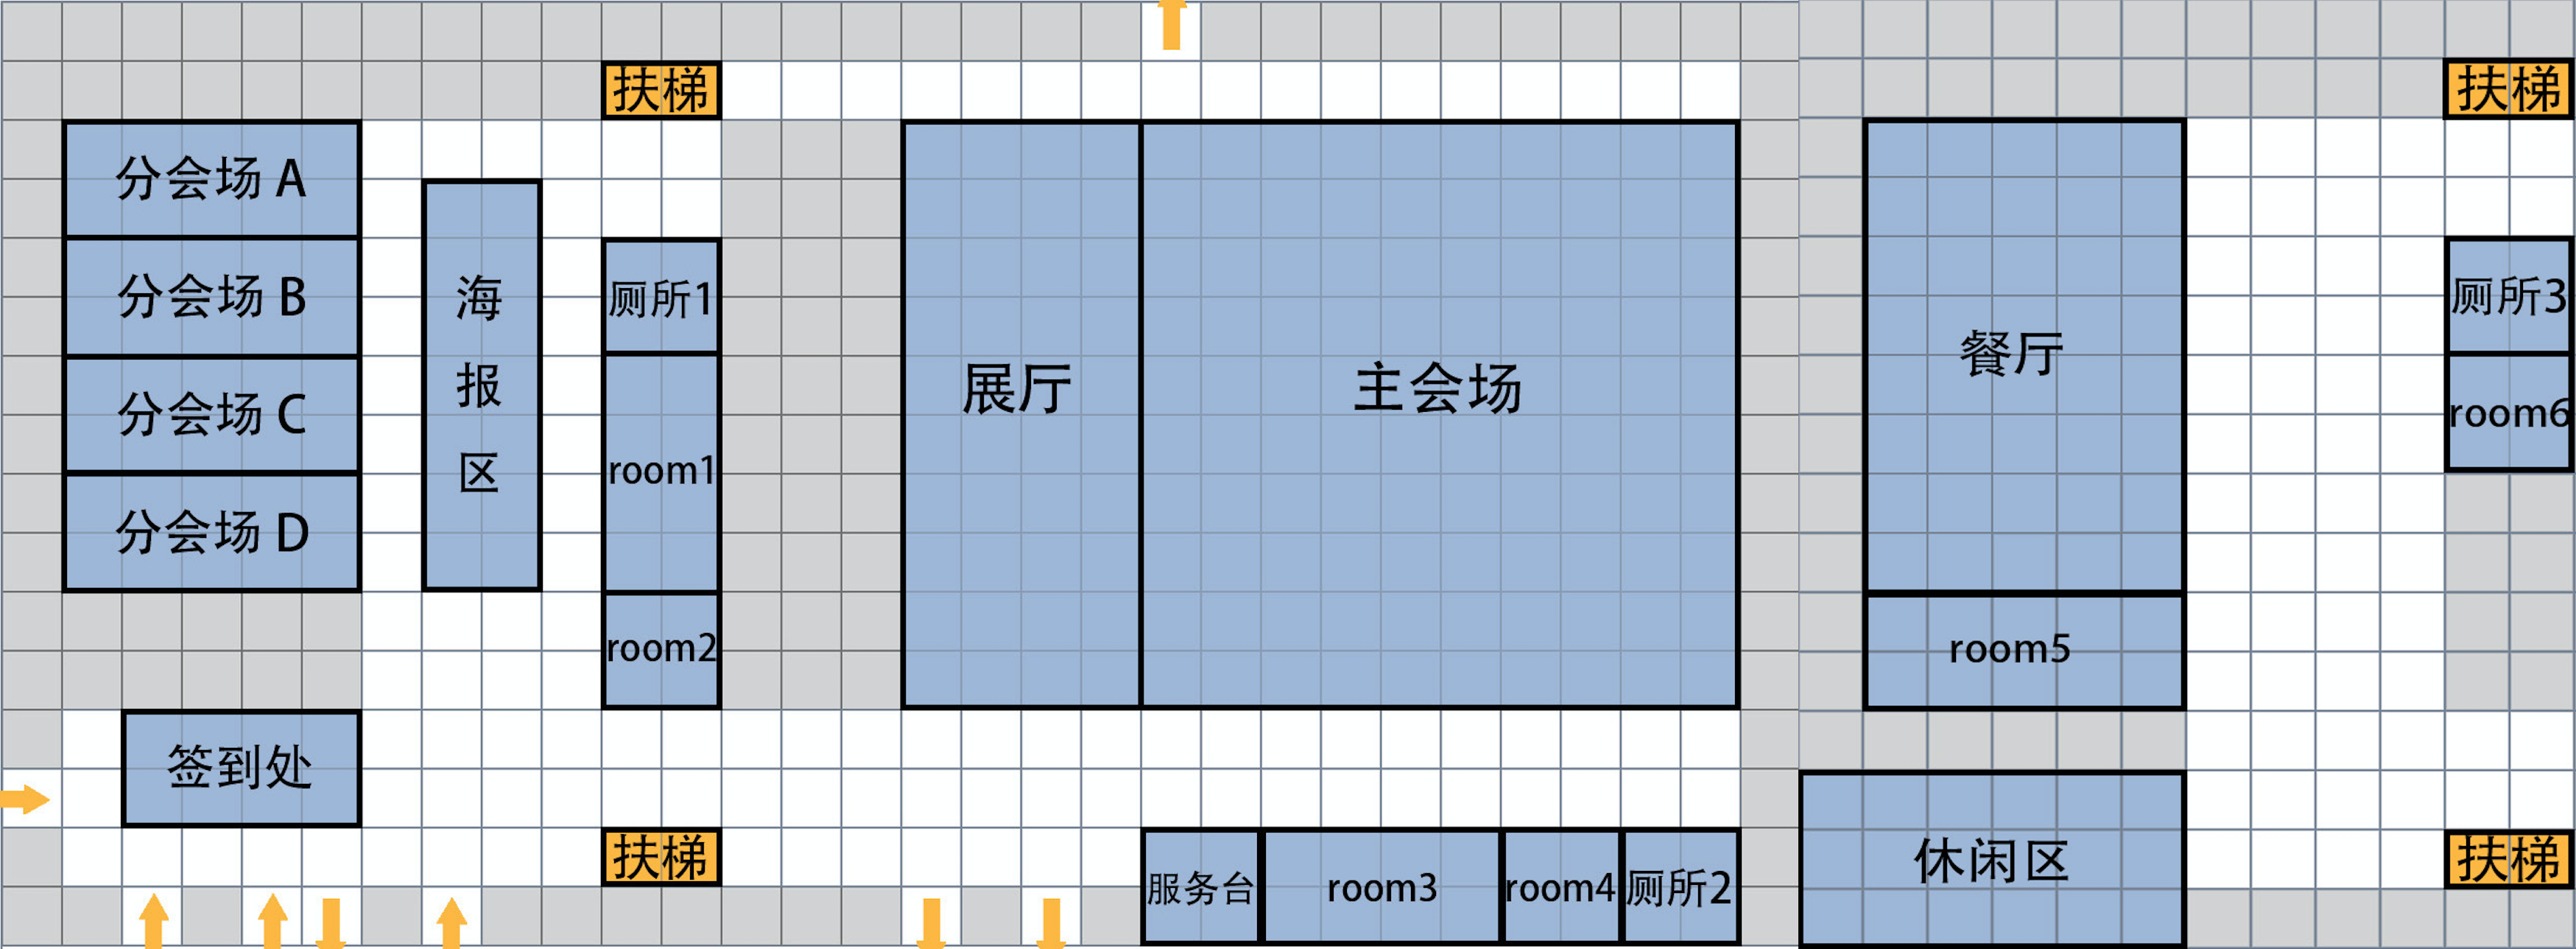 扶梯
扶梯
分会场 A
分会场 B
分会场 C
分会场 D
海
报
区
厕所1
room1
room2
展厅
主会场
餐厅
厕所3
room6
room5
签到处
扶梯
服务台
room3
room4
厕所2
休闲区
扶梯